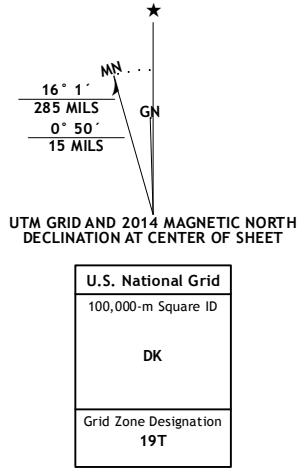 ★
MN
16° 1´
285 MILS
GN
0° 50´
15 MILS
UTM GRID AND 2014 MAGNETIC NORTH
DECLINATION AT CENTER OF SHEET
U.S. National Grid
100,000-m Square ID
DK
Grid Zone Designation
19T